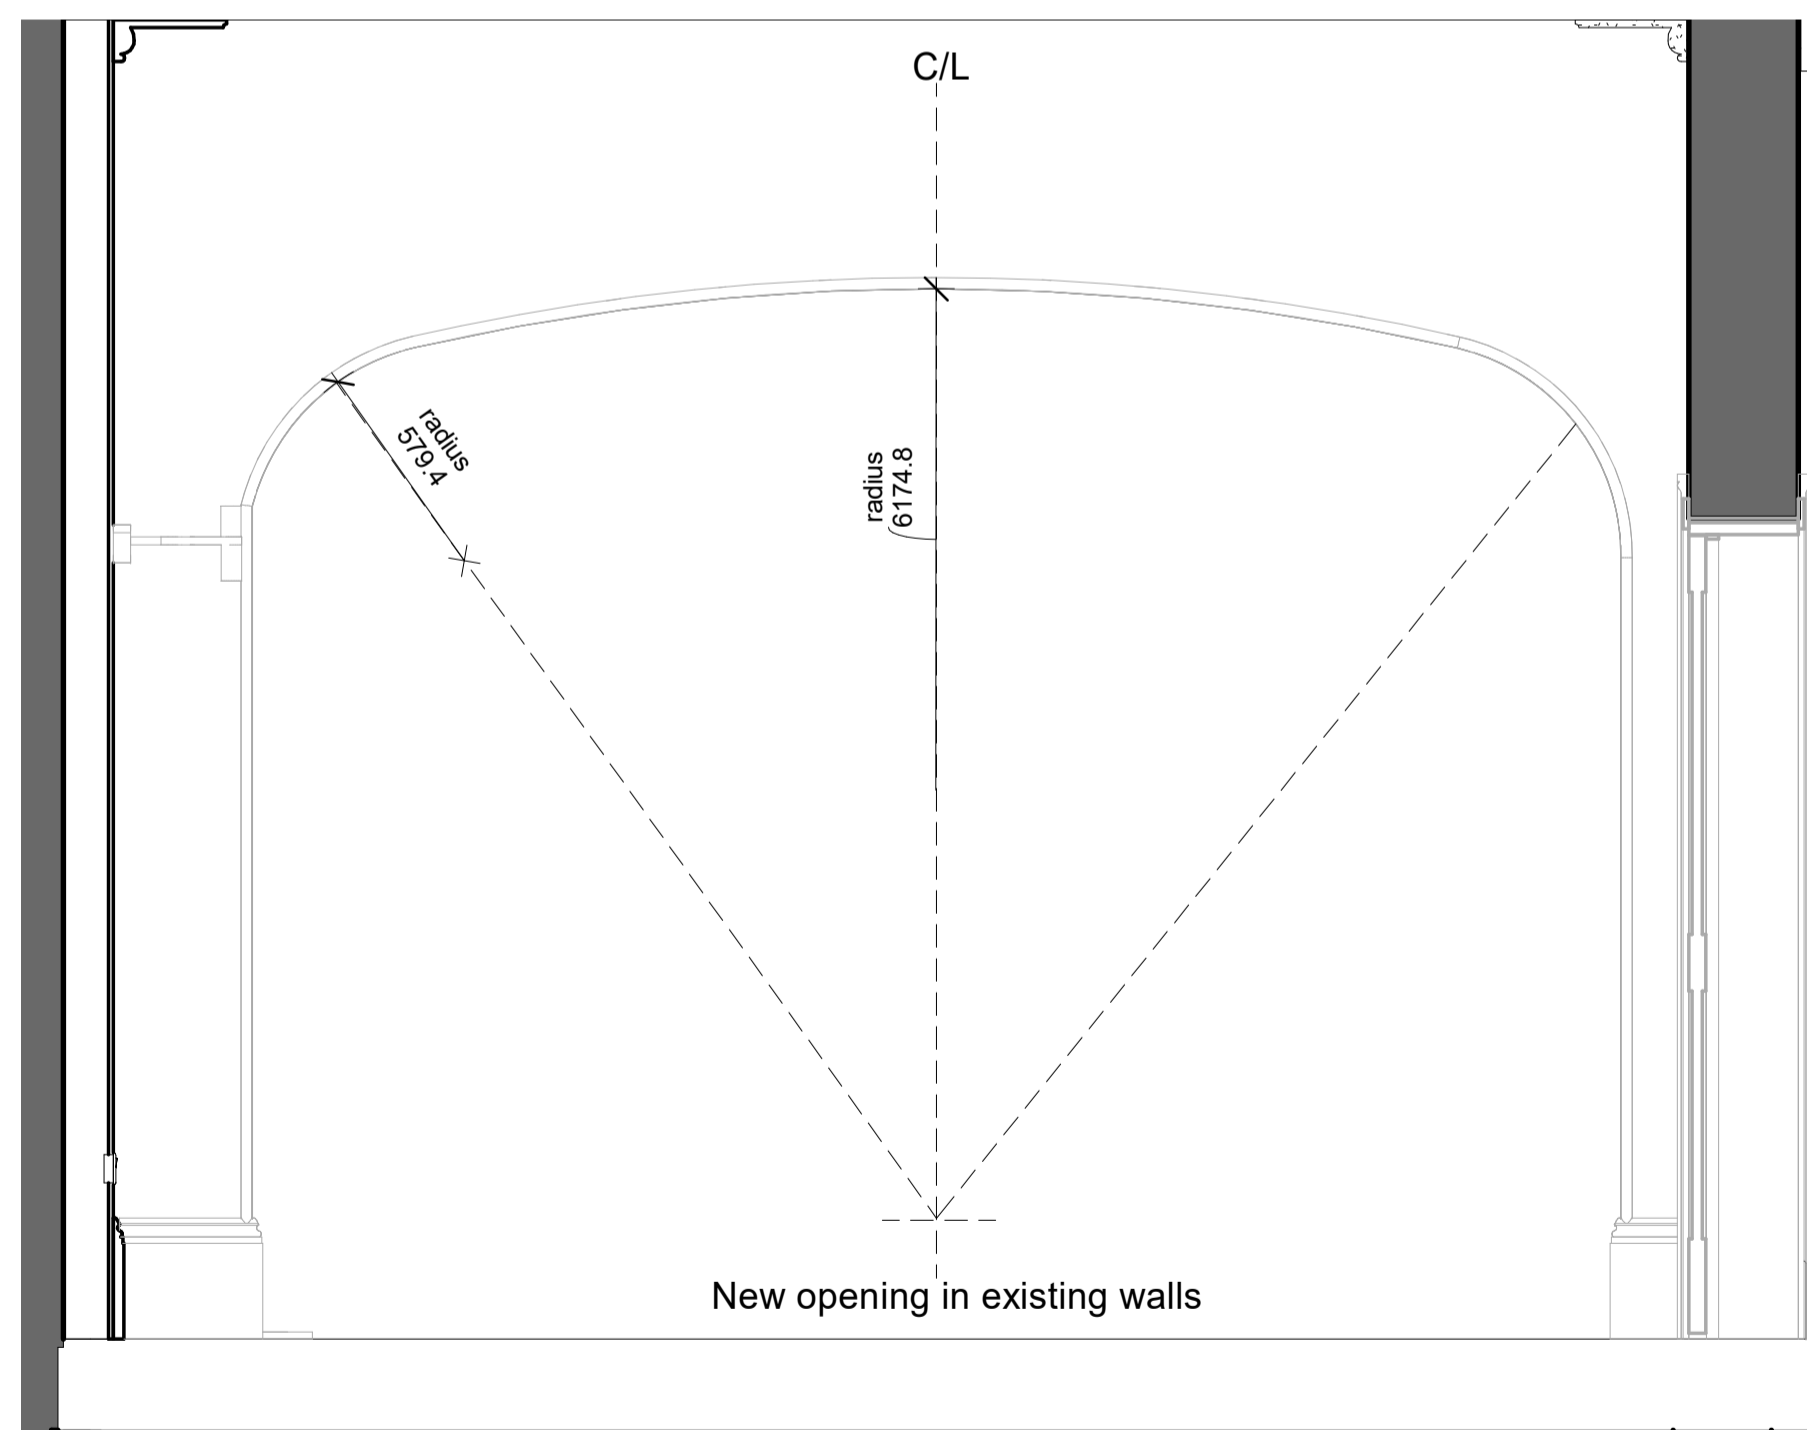 C/L
radius
579.4
radius
6174.8
New opening in existing walls